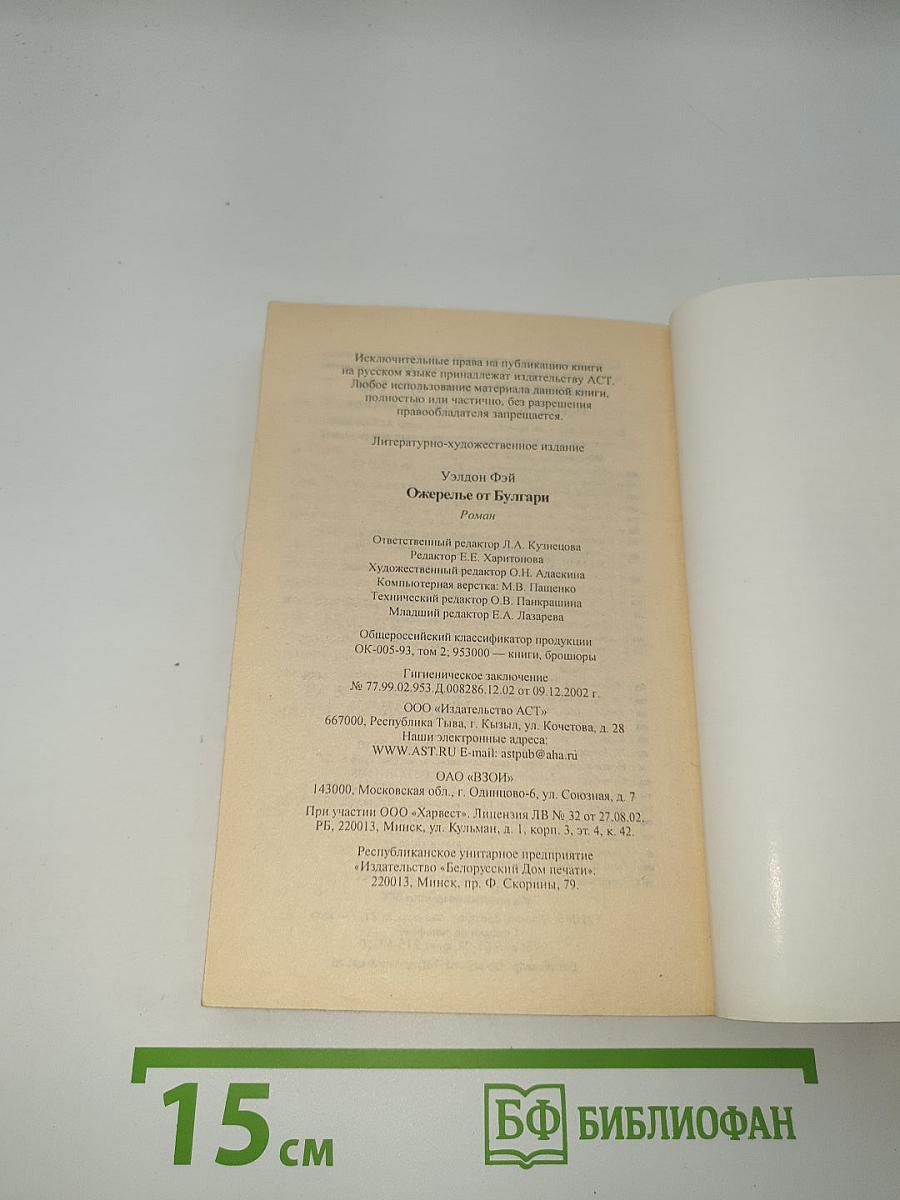 Исключительные права на публикацию книги
на русском языке принадлежат издательству АСТ.
Любое использование материала данной книги,
полностью или частично, без разрешения
правообладателя запрещается.
Литературно-художественное издание
Уэлдон Фэй
Ожерелье от Булгари
Роман
Ответственный редактор Л.А. Кузнецова
Редактор Е.Е. Харитонова
Художественный редактор О.Н. Адаскина
Компьютерная верстка: М.В. Пащенко
Технический редактор О.В. Панкрашина
Младший редактор Е.А. Лазарева
Общероссийский классификатор продукции
ОК-005-93, том 2; 953000 — книги, брошюры
Гигиеническое заключение
№ 77.99.02.953.Д.008286.12.02 от 09.12.2002 г.
ООО «Издательство АСТ»
667000, Республика Тыва, г. Кызыл, ул. Кочетова, д. 28
Наши электронные адреса:
WWW.AST.RU E-mail: astpub@aha.ru
ОАО «ВЗОИ»
143000, Московская обл., г. Одинцово-6, ул. Союзная, д. 7
При участии ООО «Харвест». Лицензия ЛВ № 32 от 27.08.02.
РБ, 220013, Минск, ул. Кульман, д. 1, корп. 3, эт. 4, к. 42.
Республиканское унитарное предприятие
«Издательство «Белорусский Дом печати».
220013, Минск, пр. Ф. Скорины, 79.
15 см
БФ БИБЛИОФАН